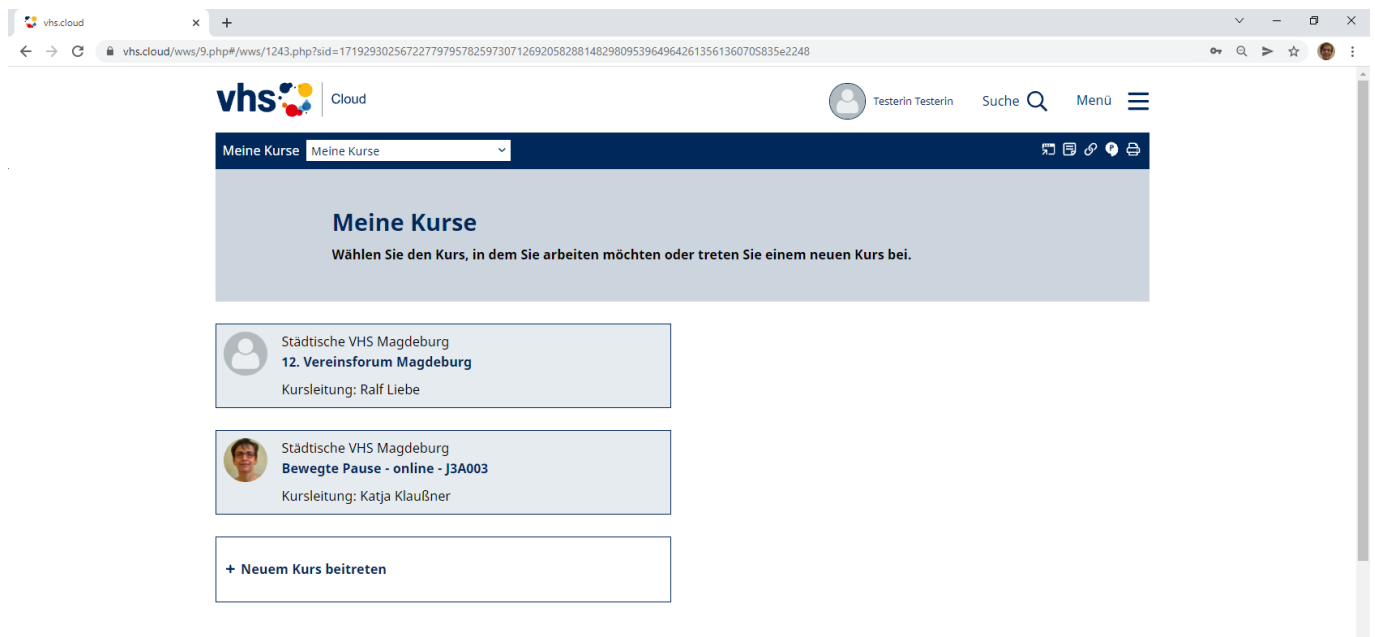 vhs.cloud
vhs.cloud/wws/9.php#/wws/1243.php?sid=17192930256722779795782597307126920582881482980953964964261356136070S835e2248
vhs Cloud
Testerin Testerin Suche Menü
Meine Kurse Meine Kurse
Meine Kurse
Wählen Sie den Kurs, in dem Sie arbeiten möchten oder treten Sie einem neuen Kurs bei.
Städtische VHS Magdeburg
12. Vereinsforum Magdeburg
Kursleitung: Ralf Liebe
Städtische VHS Magdeburg
Bewegte Pause - online - J3A003
Kursleitung: Katja Klaußner
+ Neuem Kurs beitreten